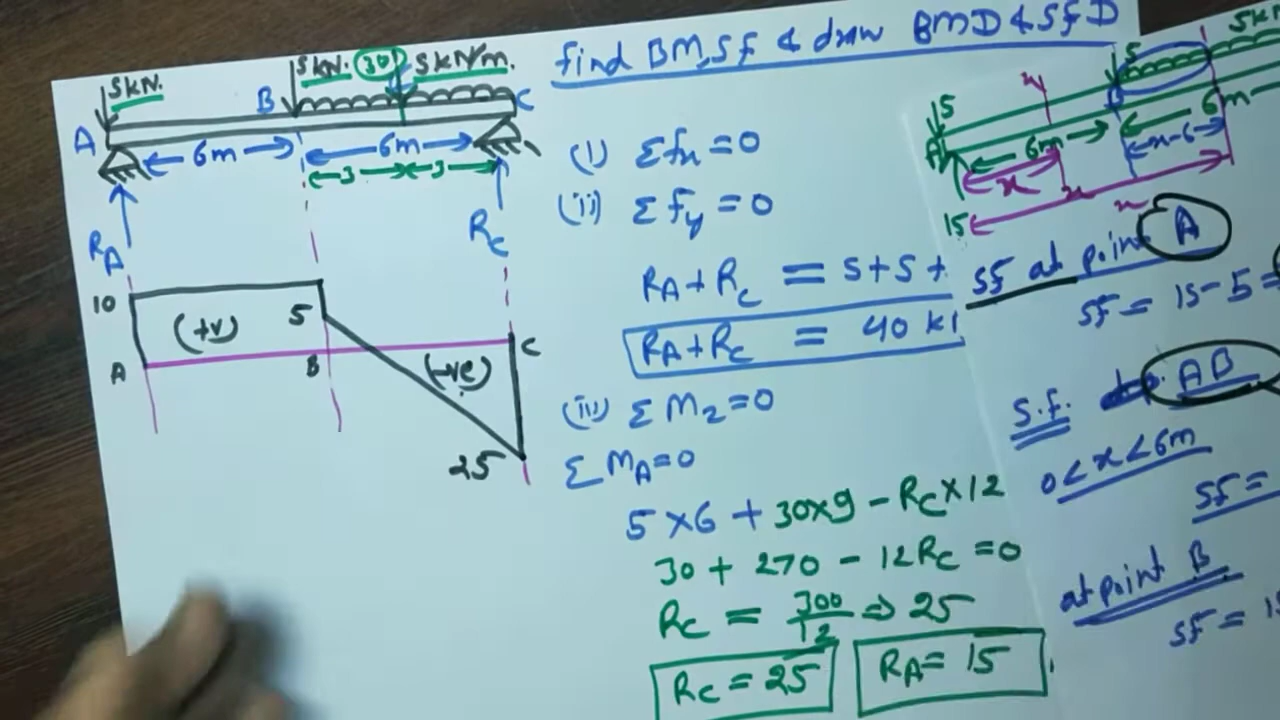 find BM, SF & draw BMD & SFD
5kN.
5kN.
30
5kN/m.
A
B
C
6m
6m
3
3
RA
RC
10
(+v)
5
A
B
C
(-ve)
25
(i) Σfx=0
(ii) Σfy=0
RA+RC = 5+5+
RA+RC = 40
(iii) ΣMz=0
ΣMA=0
5×6 + 30×9 - RC×12
30 + 270 - 12RC =0
RC = 300/12 ⇒ 25
RC = 25
RA = 15
5
5
B
A
6m
6m
x-6
x
x
15
SF at point A
SF = 15-5=
S.f. AB
0<x<6m
SF=
at point B
SF =